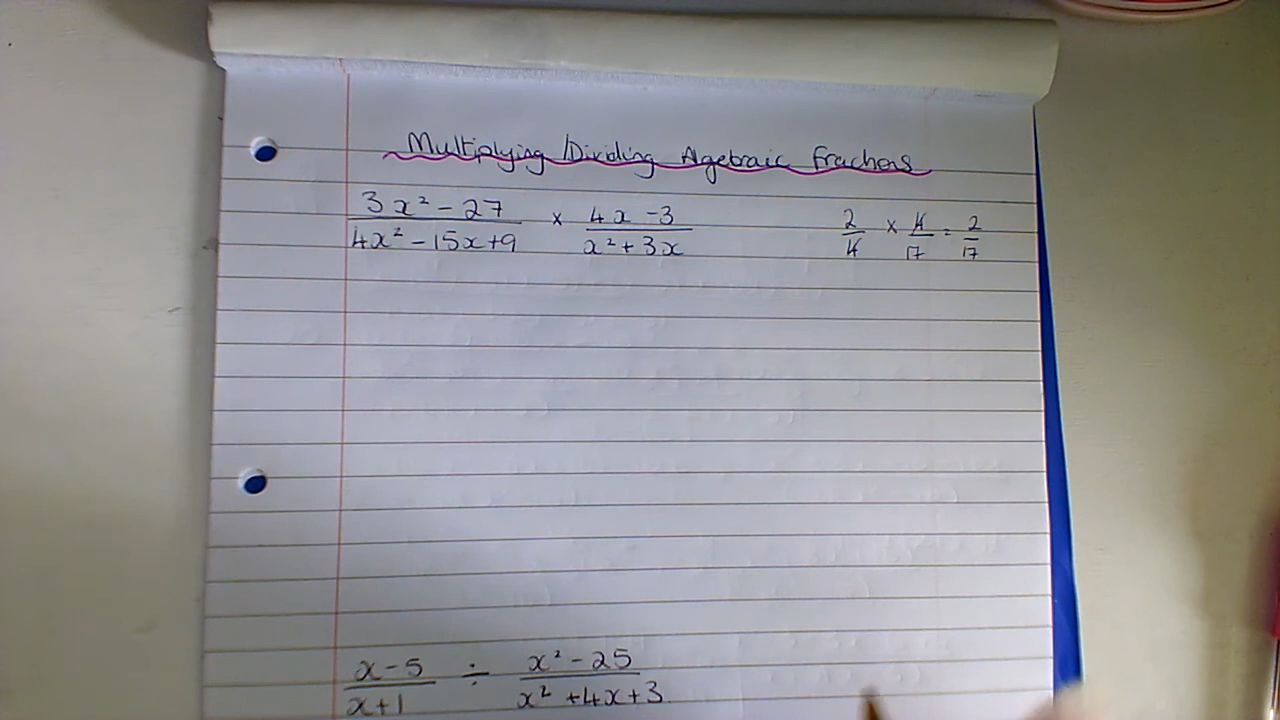 Multiplying / Dividing Algebraic Fractions
3x² - 27 / 4x² - 15x + 9 × 4x - 3 / x² + 3x
2/4 × 4/17 = 2/17
x - 5 / x + 1 ÷ x² - 25 / x² + 4x + 3